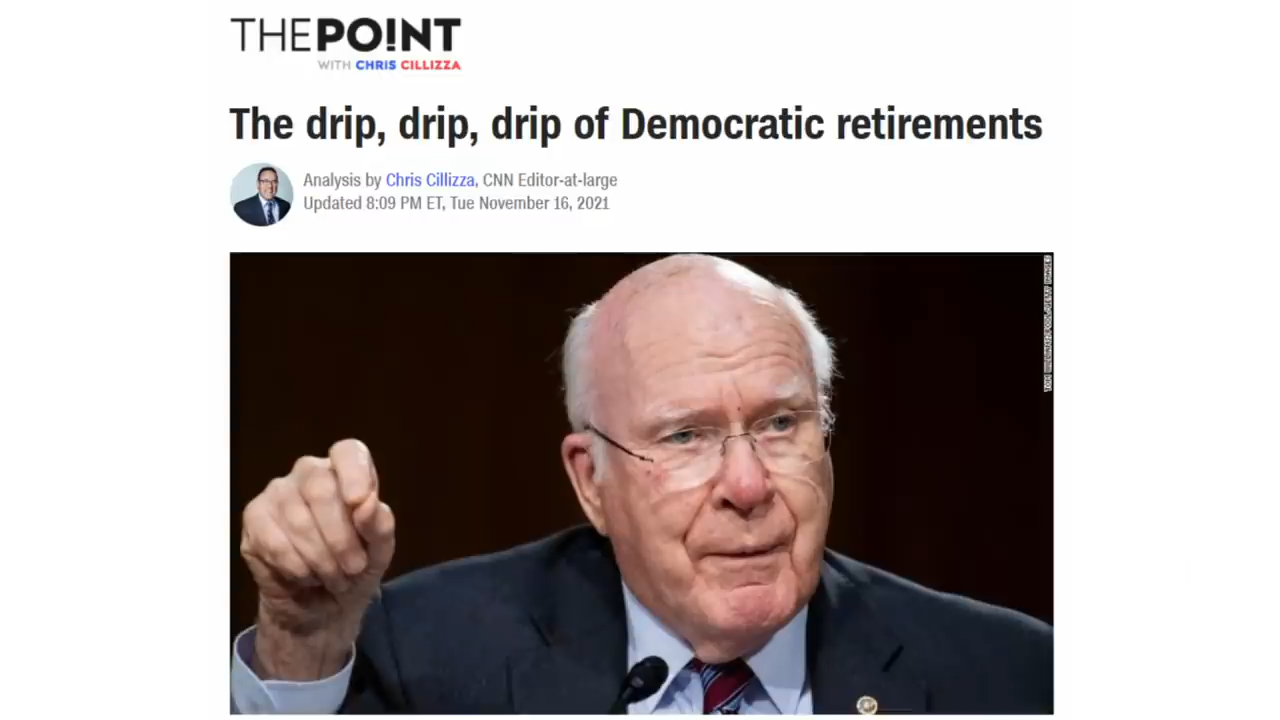 THEPO!NT
WITH CHRIS CILLIZZA
The drip, drip, drip of Democratic retirements
Analysis by Chris Cillizza, CNN Editor-at-large
Updated 8:09 PM ET, Tue November 16, 2021